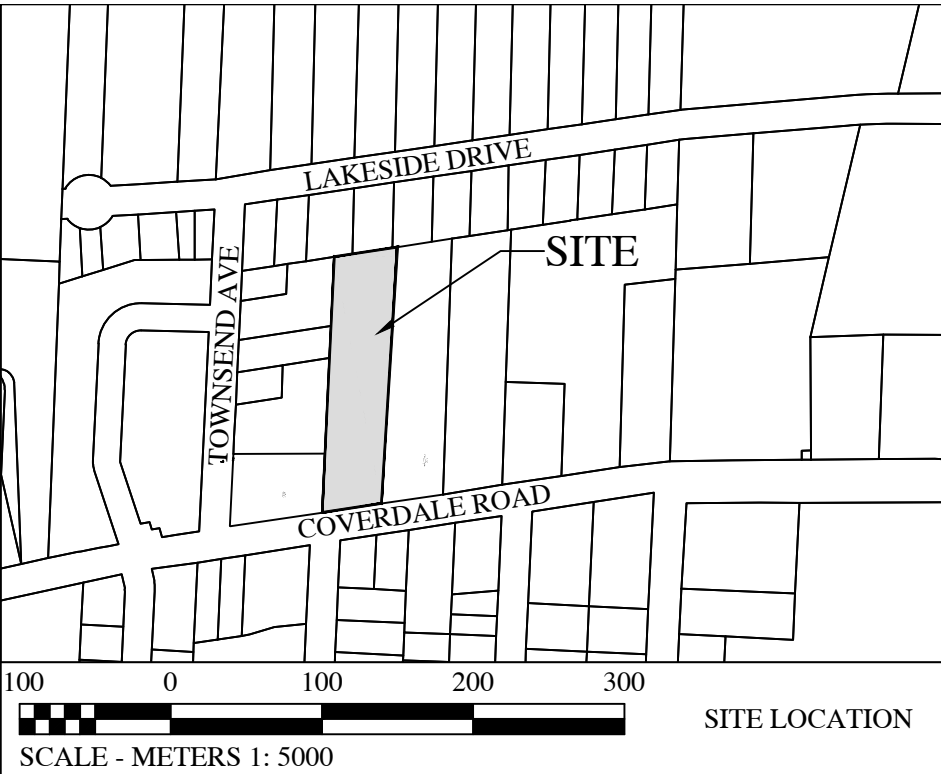 LAKESIDE DRIVE
SITE
TOWNSEND AVE
COVERDALE ROAD
100 0 100 200 300
SITE LOCATION
SCALE - METERS 1: 5000